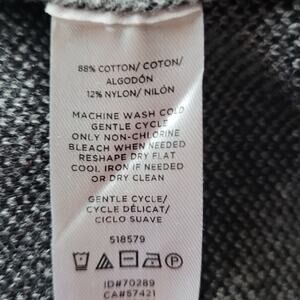 88% COTTON/ COTON/
ALGODÓN
12% NYLON/ NILÓN
MACHINE WASH COLD
GENTLE CYCLE
ONLY NON-CHLORINE
BLEACH WHEN NEEDED
RESHAPE DRY FLAT
COOL IRON IF NEEDED
OR DRY CLEAN
GENTLE CYCLE/
CYCLE DÉLICAT/
CICLO SUAVE
518579
P
ID#70289
CA#57421